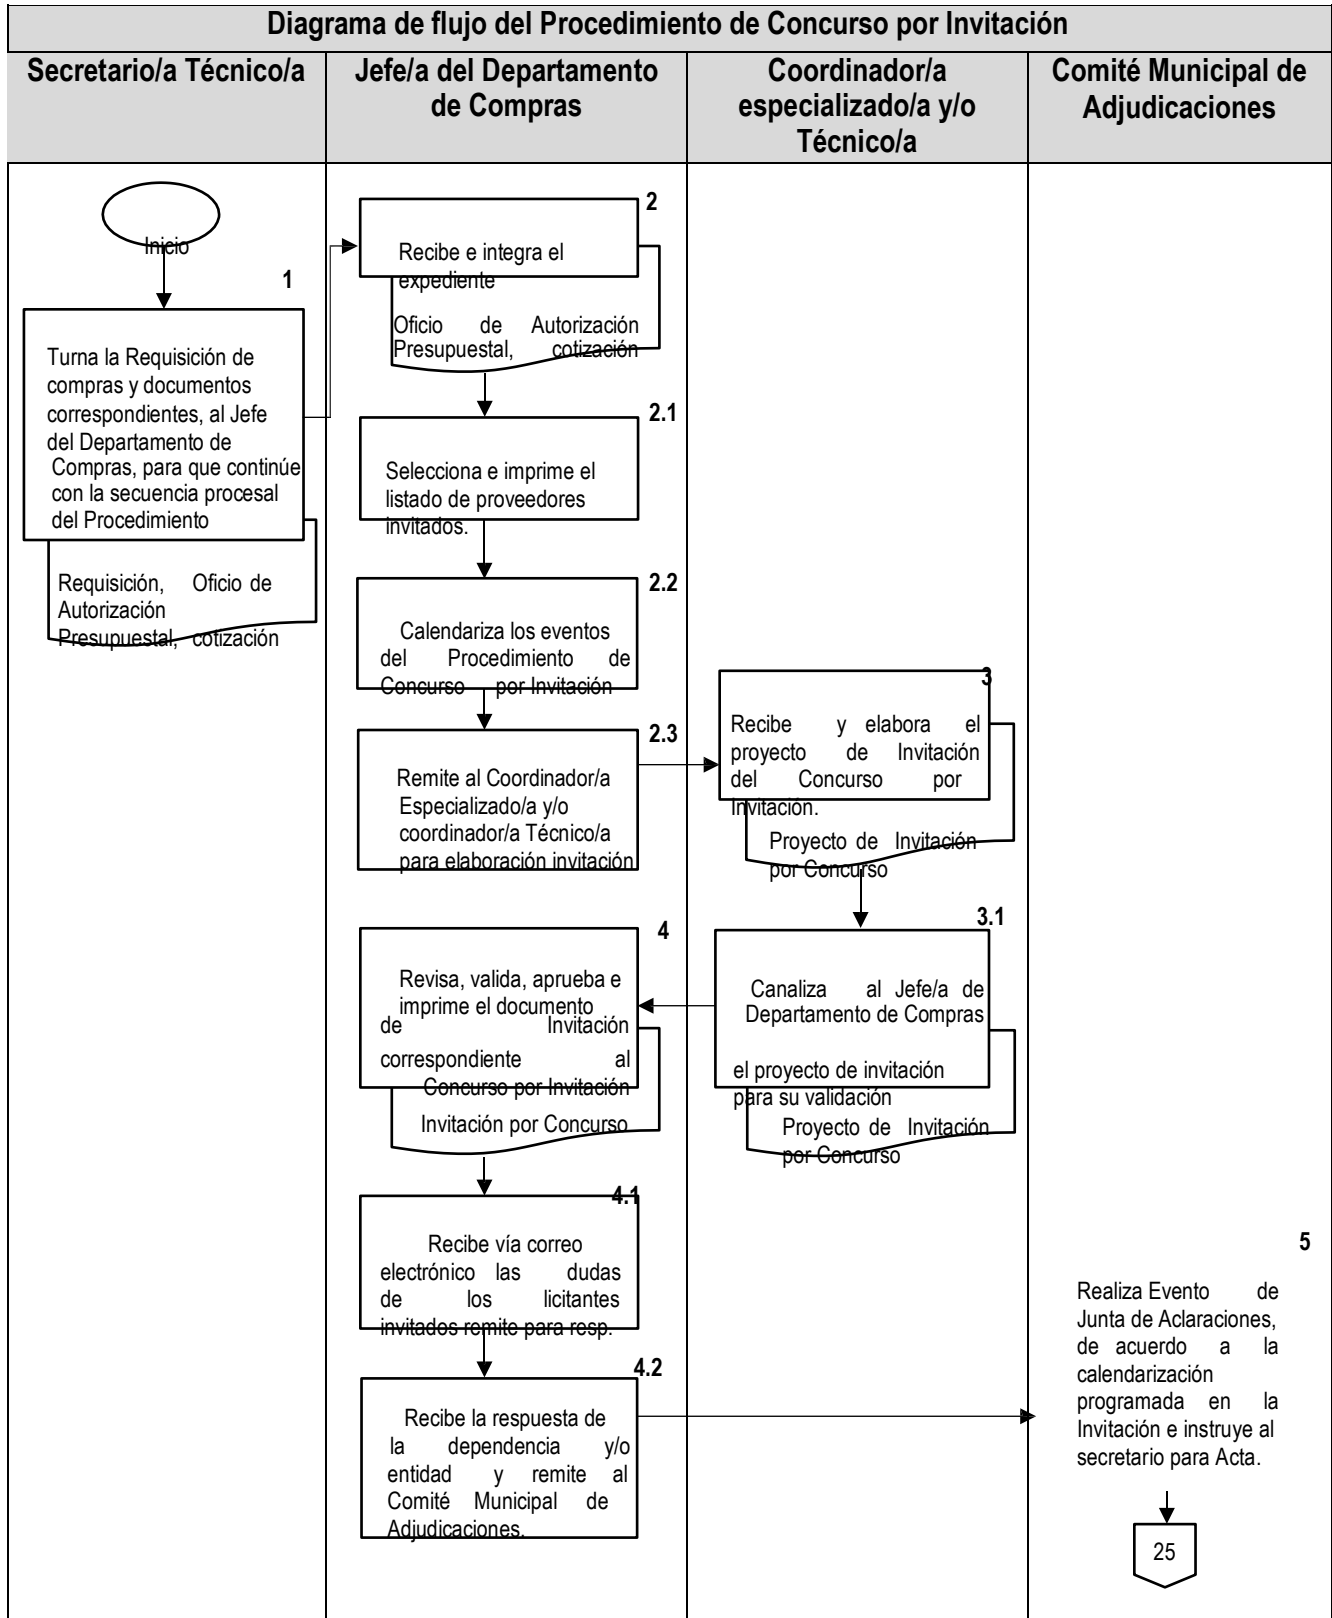 Diagrama de flujo del Procedimiento de Concurso por Invitación
Secretario/a Técnico/a
Jefe/a del Departamento
de Compras
Coordinador/a
especializado/a y/o
Técnico/a
Comité Municipal de
Adjudicaciones
Inicio
1
Turna la Requisición de
compras y documentos
correspondientes, al Jefe
del Departamento de
Compras, para que continúe
con la secuencia procesal
del Procedimiento
Requisición, Oficio de
Autorización
Presupuestal, cotización
2
Recibe e integra el
expediente
Oficio de Autorización
Presupuestal, cotización
2.1
Selecciona e imprime el
listado de proveedores
invitados.
2.2
Calendariza los eventos
del Procedimiento de
Concurso por Invitación
2.3
Remite al Coordinador/a
Especializado/a y/o
coordinador/a Técnico/a
para elaboración invitación
3
Recibe y elabora el
proyecto de Invitación
del Concurso por
Invitación.
Proyecto de Invitación
por Concurso
3.1
Canaliza al Jefe/a de
Departamento de Compras
el proyecto de invitación
para su validación
Proyecto de Invitación
por Concurso
4
Revisa, valida, aprueba e
imprime el documento
de Invitación
correspondiente al
Concurso por Invitación
Invitación por Concurso
4.1
Recibe vía correo
electrónico las dudas
de los licitantes
invitados remite para resp.
4.2
Recibe la respuesta de
la dependencia y/o
entidad y remite al
Comité Municipal de
Adjudicaciones.
5
Realiza Evento de
Junta de Aclaraciones,
de acuerdo a la
calendarización
programada en la
Invitación e instruye al
secretario para Acta.
25